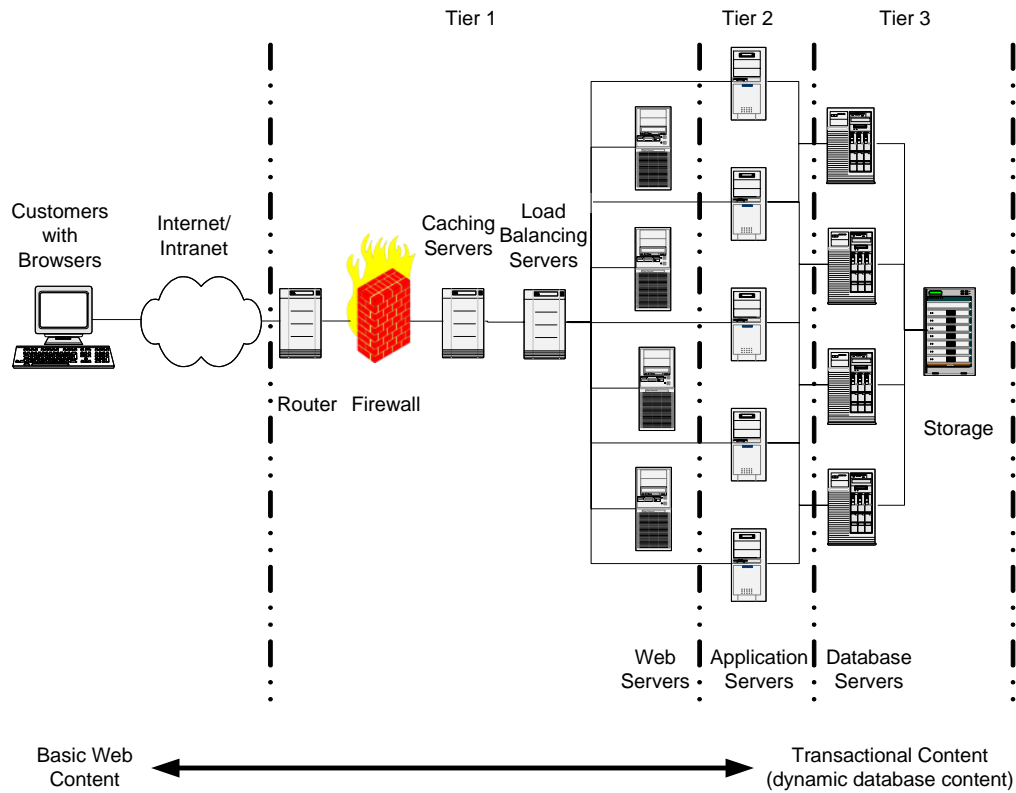 Tier 1
Tier 2
Tier 3
Customers
with
Browsers
Internet/
Intranet
Caching
Servers
Load
Balancing
Servers
Router
Firewall
Storage
Web
Servers
Application
Servers
Database
Servers
Basic Web
Content
Transactional Content
(dynamic database content)